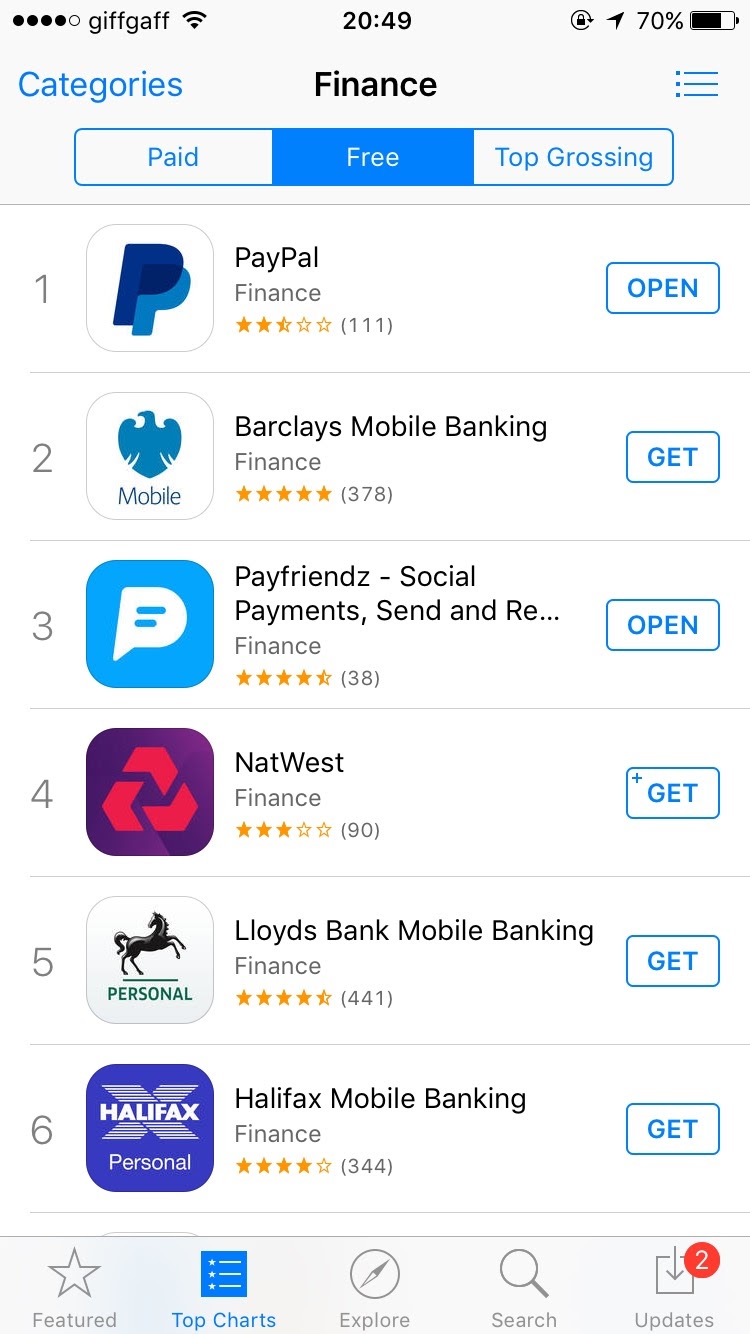 giffgaff 20:49 70%
Categories Finance
Paid Free Top Grossing
1 PayPal
Finance
(111)
OPEN
2 Mobile Barclays Mobile Banking
Finance
(378)
GET
3 Payfriendz - Social
Payments, Send and Re...
Finance
(38)
OPEN
4 NatWest
Finance
(90)
+ GET
5 PERSONAL Lloyds Bank Mobile Banking
Finance
(441)
GET
6 HALIFAX Personal Halifax Mobile Banking
Finance
(344)
GET
2
Featured Top Charts Explore Search Updates